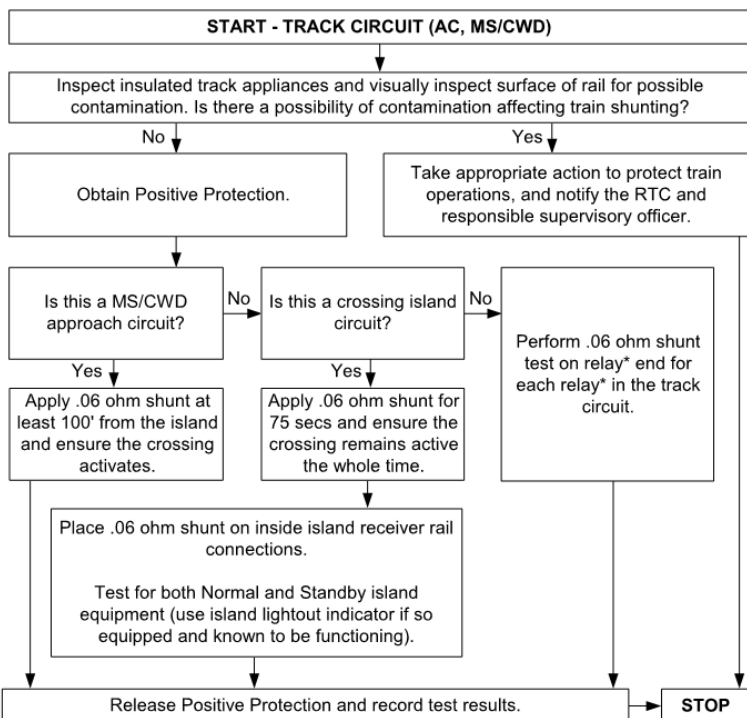 START - TRACK CIRCUIT (AC, MS/CWD)
Inspect insulated track appliances and visually inspect surface of rail for possible
contamination. Is there a possibility of contamination affecting train shunting?
No
Yes
Obtain Positive Protection.
Take appropriate action to protect train
operations, and notify the RTC and
responsible supervisory officer.
Is this a MS/CWD
approach circuit?
No
Is this a crossing island
circuit?
No
Perform .06 ohm shunt
test on relay* end for
each relay* in the track
circuit.
Yes
Yes
Apply .06 ohm shunt at
least 100' from the island
and ensure the crossing
activates.
Apply .06 ohm shunt for
75 secs and ensure the
crossing remains active
the whole time.
Place .06 ohm shunt on inside island receiver rail
connections.
Test for both Normal and Standby island
equipment (use island lightout indicator if so
equipped and known to be functioning).
Release Positive Protection and record test results.
STOP